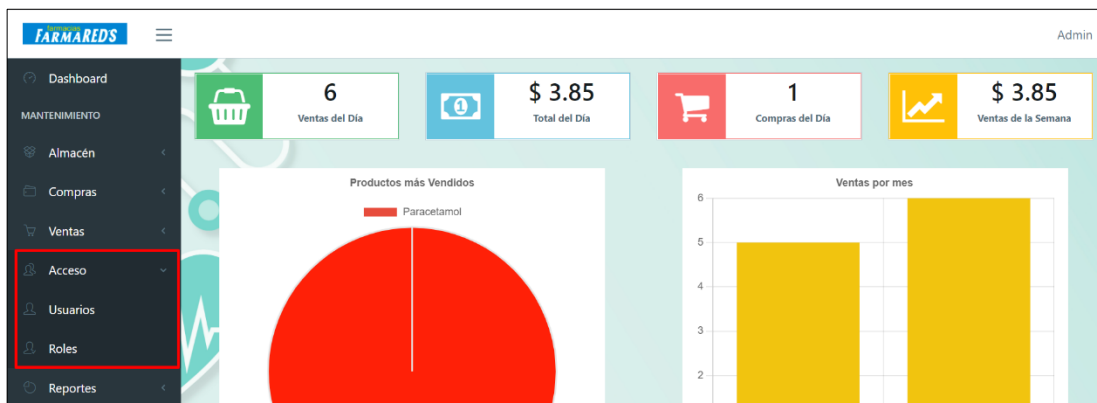 farmacias
FARMAREDS
Admin
Dashboard
MANTENIMIENTO
Almacén
Compras
Ventas
Acceso
Usuarios
Roles
Reportes
6
Ventas del Día
1
$ 3.85
Total del Día
1
Compras del Día
$ 3.85
Ventas de la Semana
Productos más Vendidos
Paracetamol
Ventas por mes
6
5
4
3
2